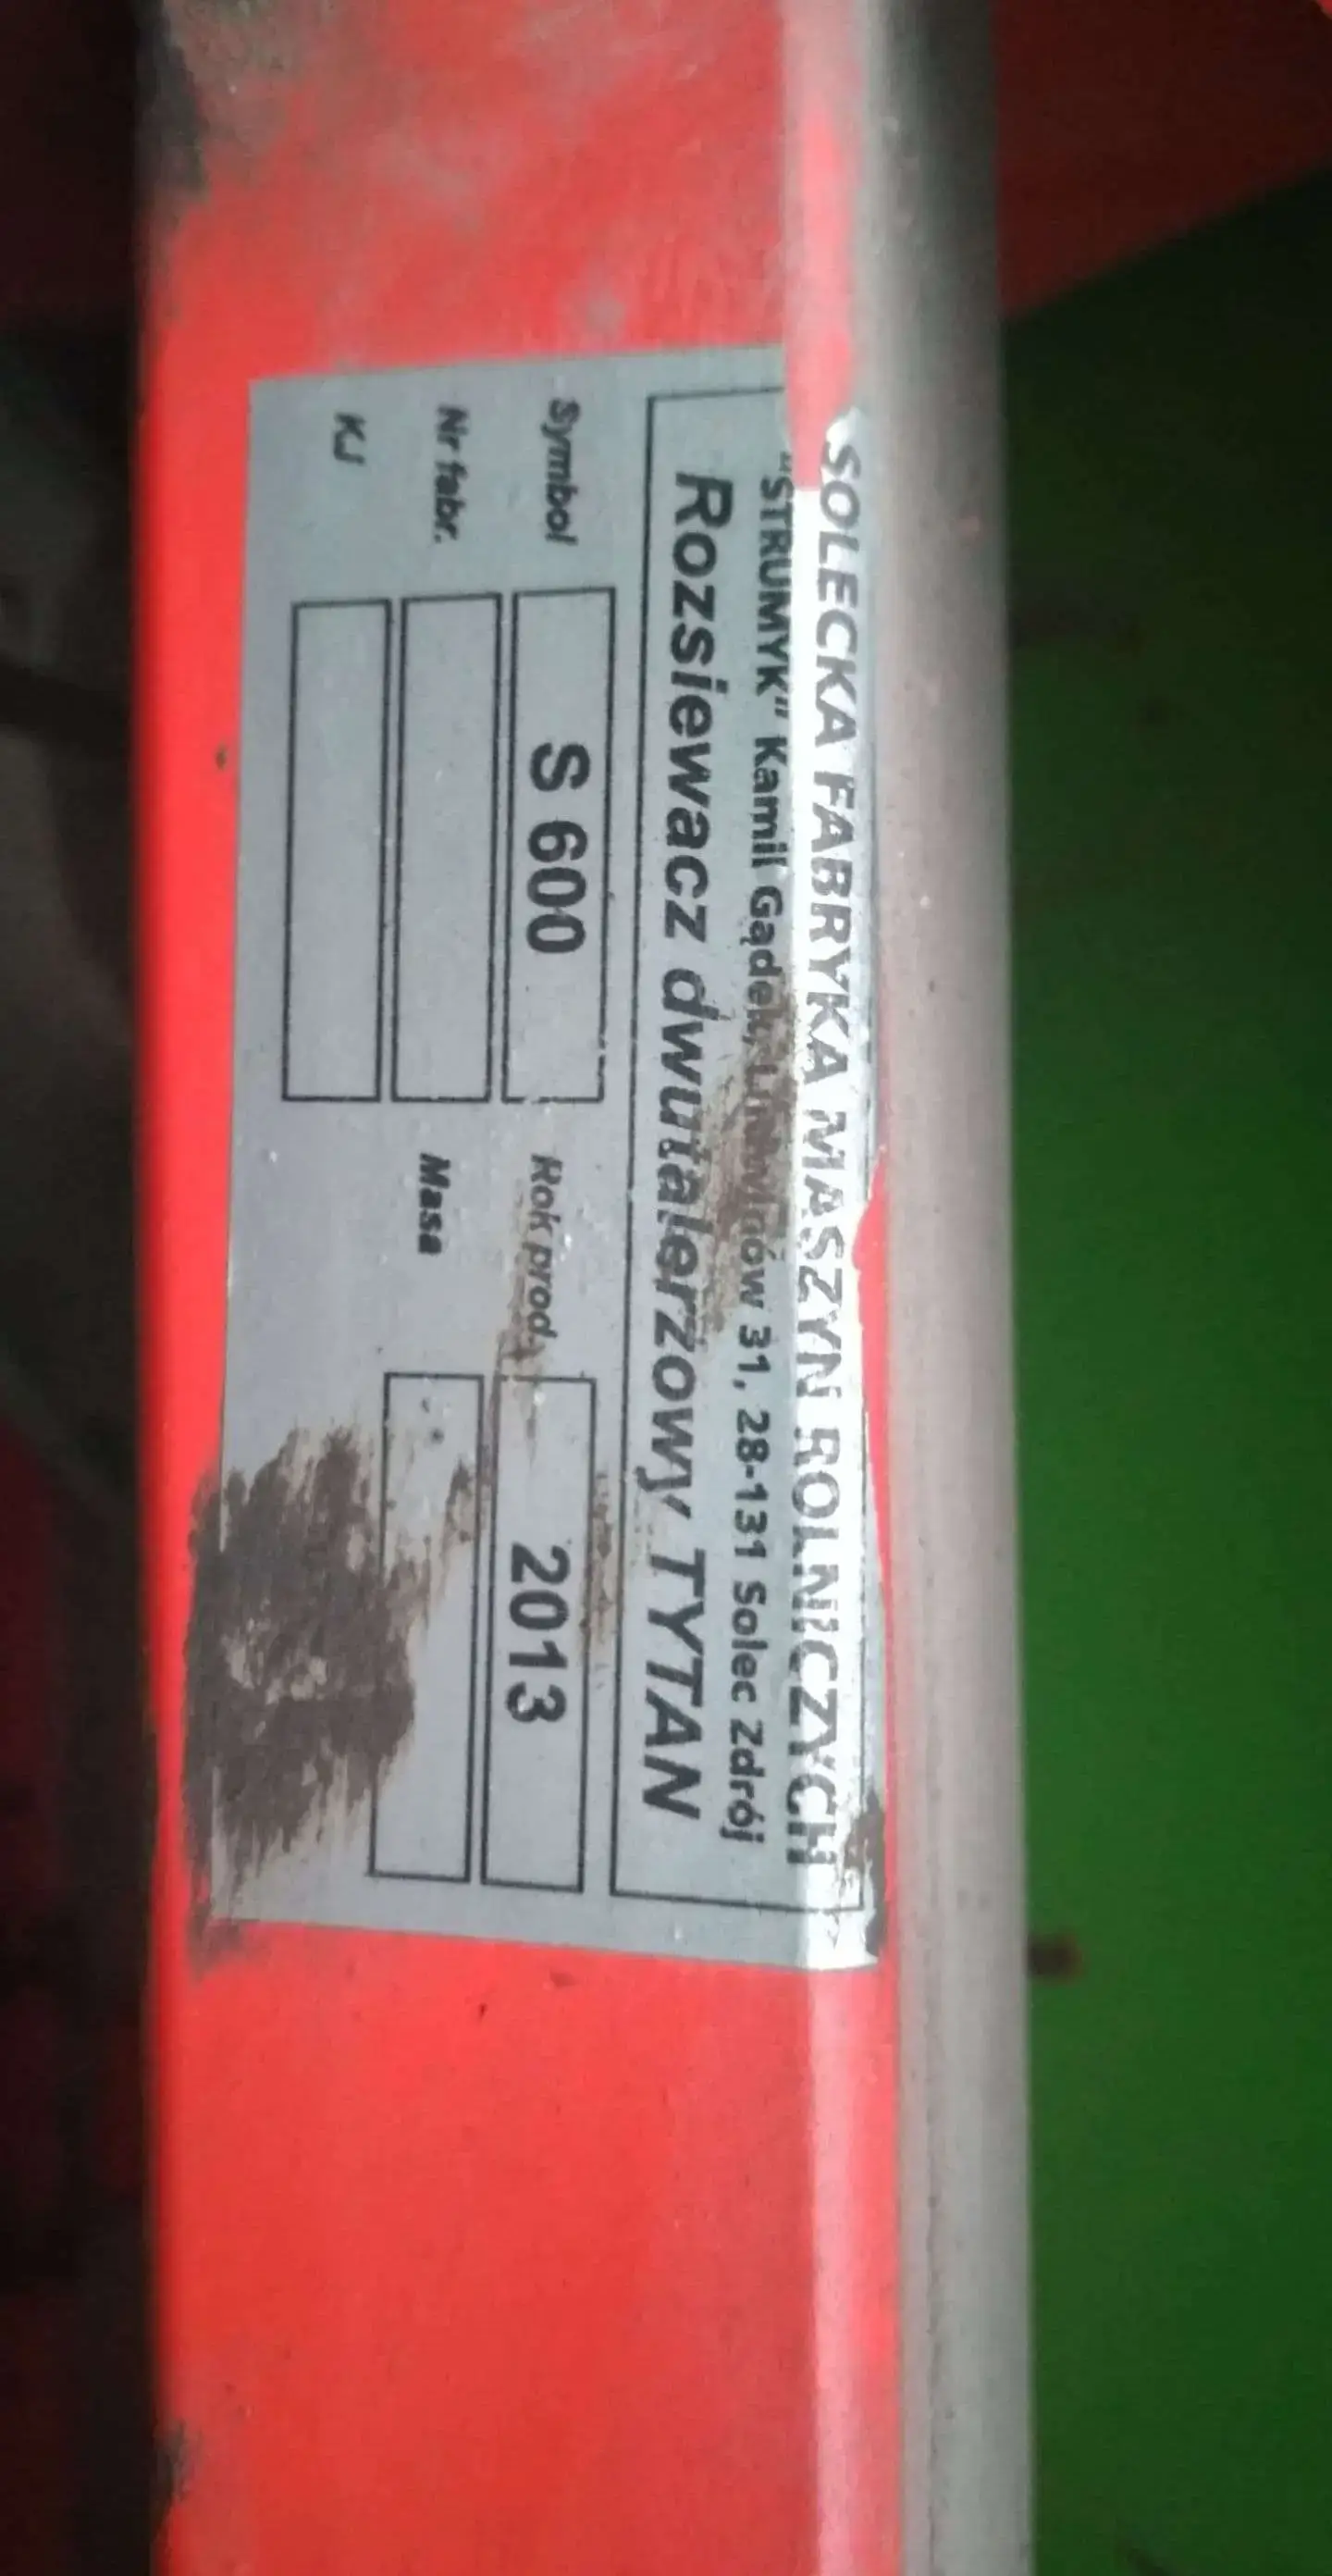 SOLECKA FABRYKA MASZYN ROLNICZYCH
"STRUMYK" Kamil Gądek, 31, 28-131 Solec Zdrój
Rozsiewacz dwutalerzowy TYTAN
Symbol S 600 Rok prod. 2013
Nr fabr. Masa
KJ